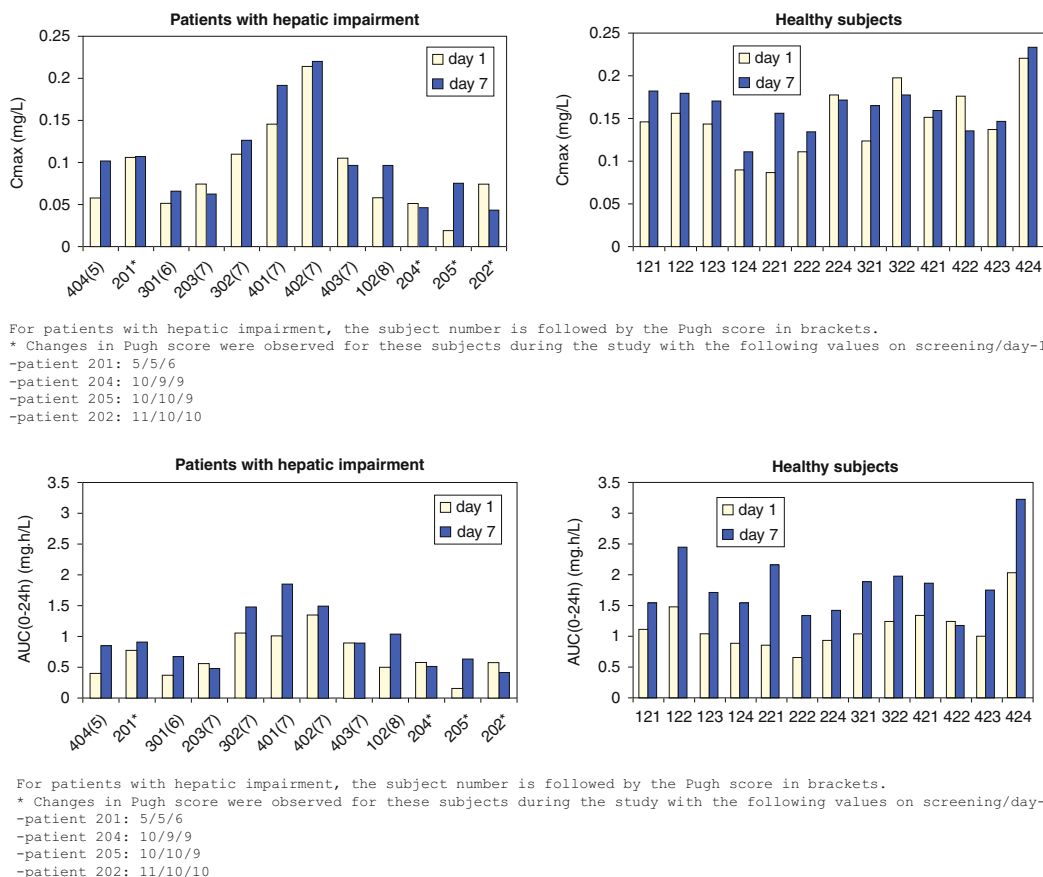 Patients with hepatic impairment
0.25
0.2
0.15
0.1
0.05
0
Cmax (mg/L)
day 1
day 7
404(5) 201* 301(6) 203(7) 302(7) 401(7) 402(7) 403(7) 102(8) 204* 205* 202*
Healthy subjects
0.25
0.2
0.15
0.1
0.05
0
Cmax (mg/L)
day 1
day 7
121 122 123 124 221 222 224 321 322 421 422 423 424
For patients with hepatic impairment, the subject number is followed by the Pugh score in brackets.
* Changes in Pugh score were observed for these subjects during the study with the following values on screening/day-1
-patient 201: 5/5/6
-patient 204: 10/9/9
-patient 205: 10/10/9
-patient 202: 11/10/10
Patients with hepatic impairment
3.5
3
2.5
2
1.5
1
0.5
0
AUC(0-24h) (mg.h/L)
day 1
day 7
404(5) 201* 301(6) 203(7) 302(7) 401(7) 402(7) 403(7) 102(8) 204* 205* 202*
Healthy subjects
3.5
3
2.5
2
1.5
1
0.5
0
AUC(0-24h) (mg.h/L)
day 1
day 7
121 122 123 124 221 222 224 321 322 421 422 423 424
For patients with hepatic impairment, the subject number is followed by the Pugh score in brackets.
* Changes in Pugh score were observed for these subjects during the study with the following values on screening/day-
-patient 201: 5/5/6
-patient 204: 10/9/9
-patient 205: 10/10/9
-patient 202: 11/10/10